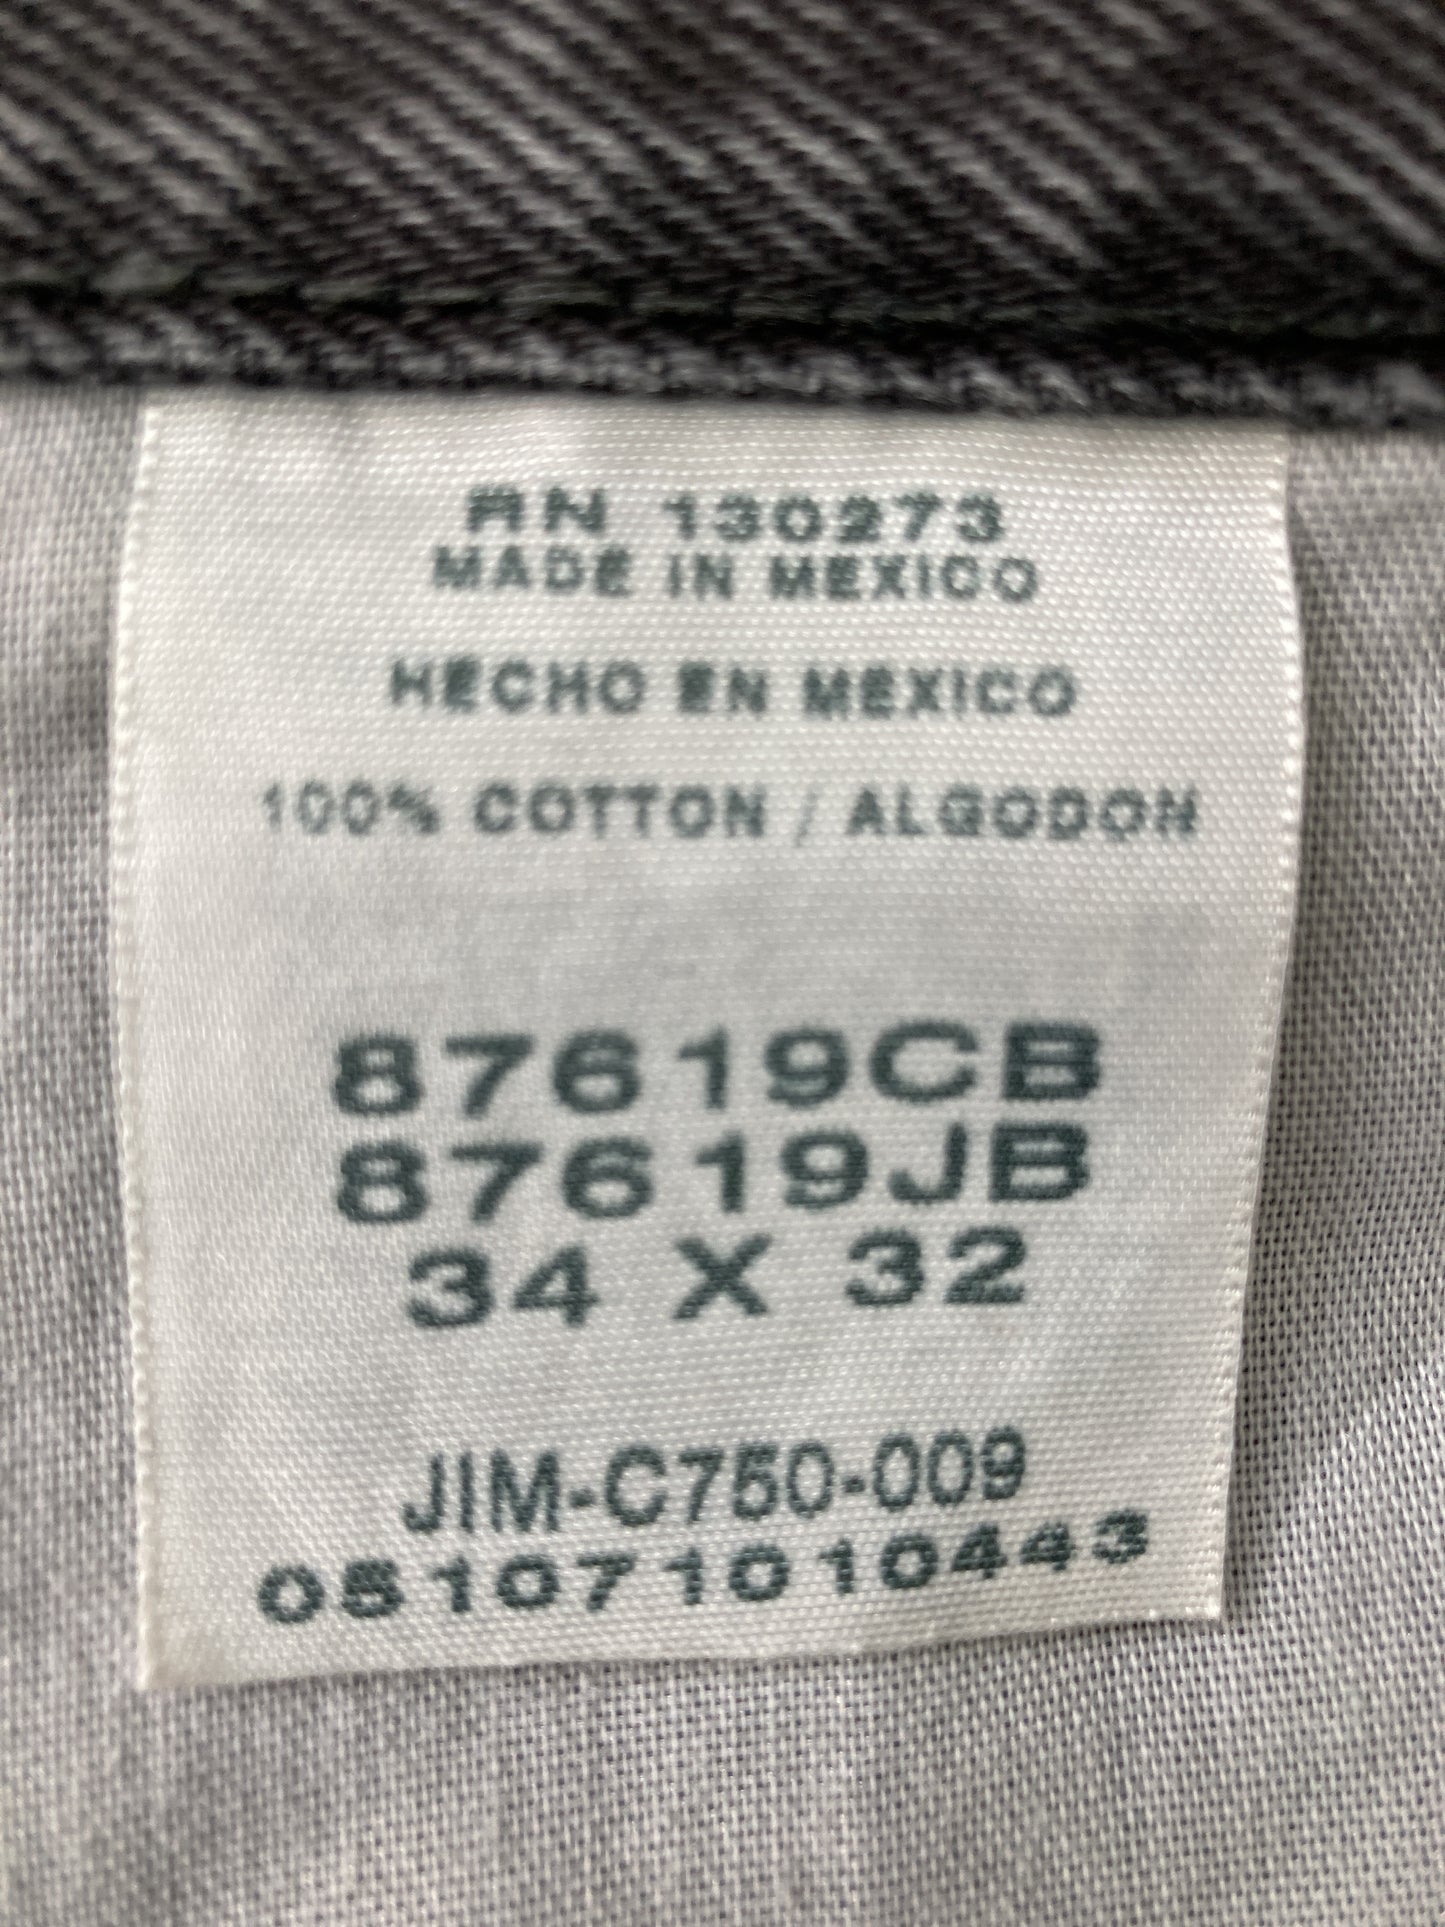 RN 130273
MADE IN MEXICO
HECHO EN MEXICO
100% COTTON / ALGODON
87619CB
87619JB
34 X 32
JIM-C750-009
051071010443